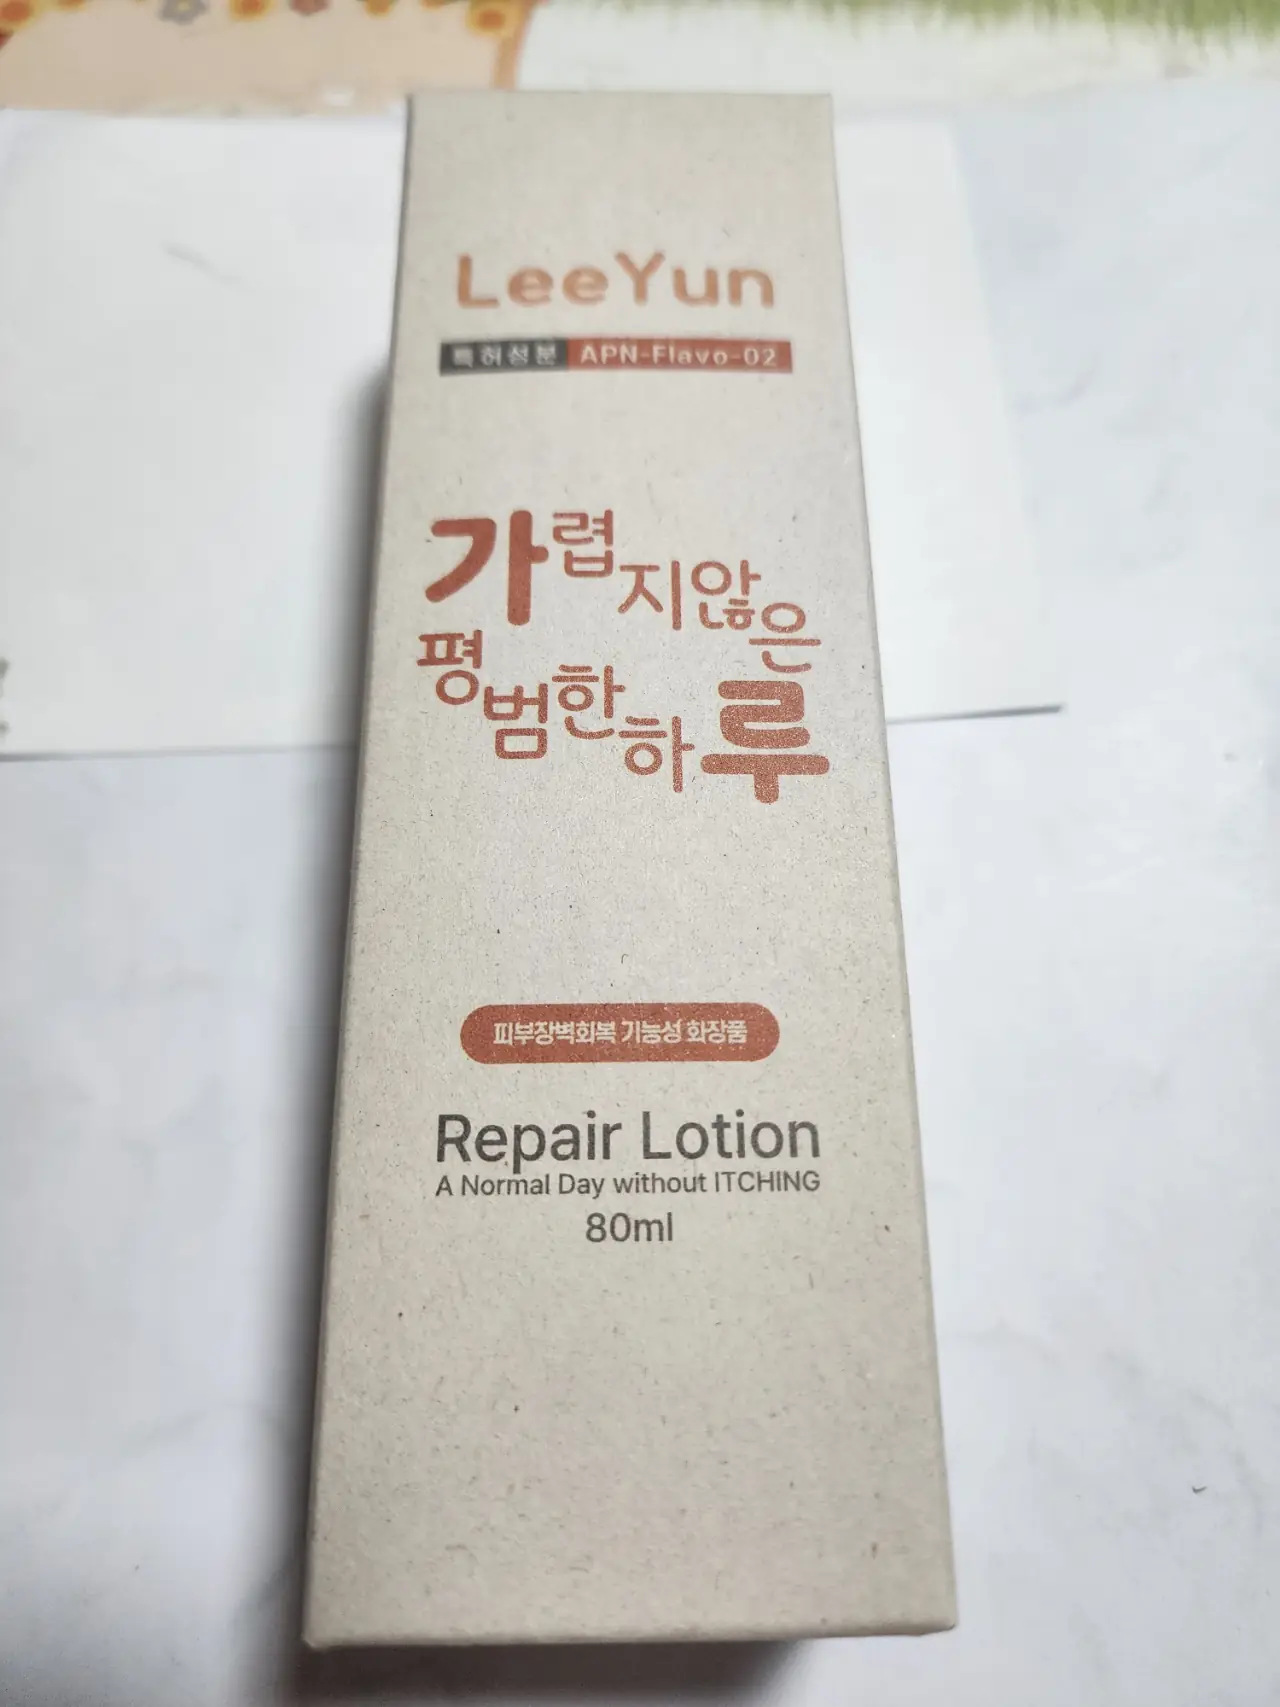 LeeYun
특허성분 APN-Flavo-02
가렵지않은
평범한하루
피부장벽회복 기능성 화장품
Repair Lotion
A Normal Day without ITCHING
80ml